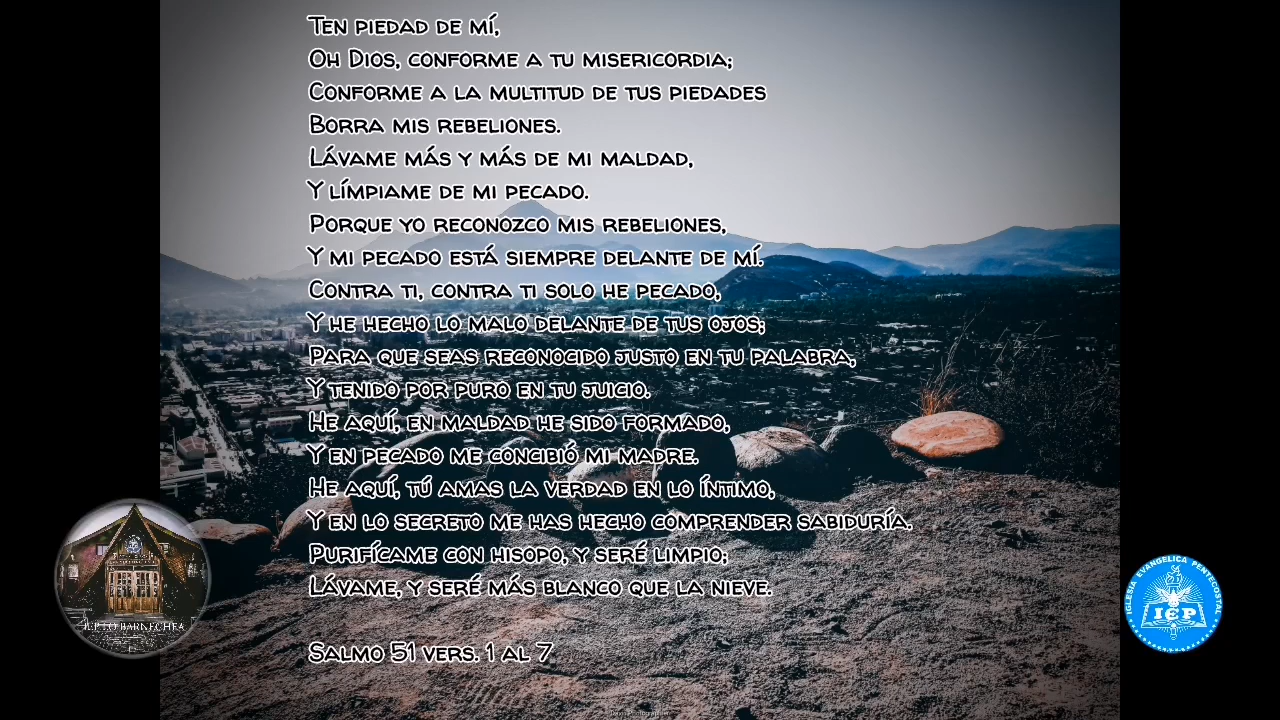 Ten piedad de mí,
Oh Dios, conforme a tu misericordia;
Conforme a la multitud de tus piedades
Borra mis rebeliones.
Lávame más y más de mi maldad,
Y límpiame de mi pecado.
Porque yo reconozco mis rebeliones,
Y mi pecado está siempre delante de mí.
Contra ti, contra ti solo he pecado,
Y he hecho lo malo delante de tus ojos;
Para que seas reconocido justo en tu palabra,
Y tenido por puro en tu juicio.
He aquí, en maldad he sido formado,
Y en pecado me concibió mi madre.
He aquí, tú amas la verdad en lo íntimo,
Y en lo secreto me has hecho comprender sabiduría.
Purifícame con hisopo, y seré limpio;
Lávame, y seré más blanco que la nieve.
Salmo 51 vers. 1 al 7
IEP LO BARNECHEA
IGLESIA EVANGELICA PENTECOSTAL
IEP